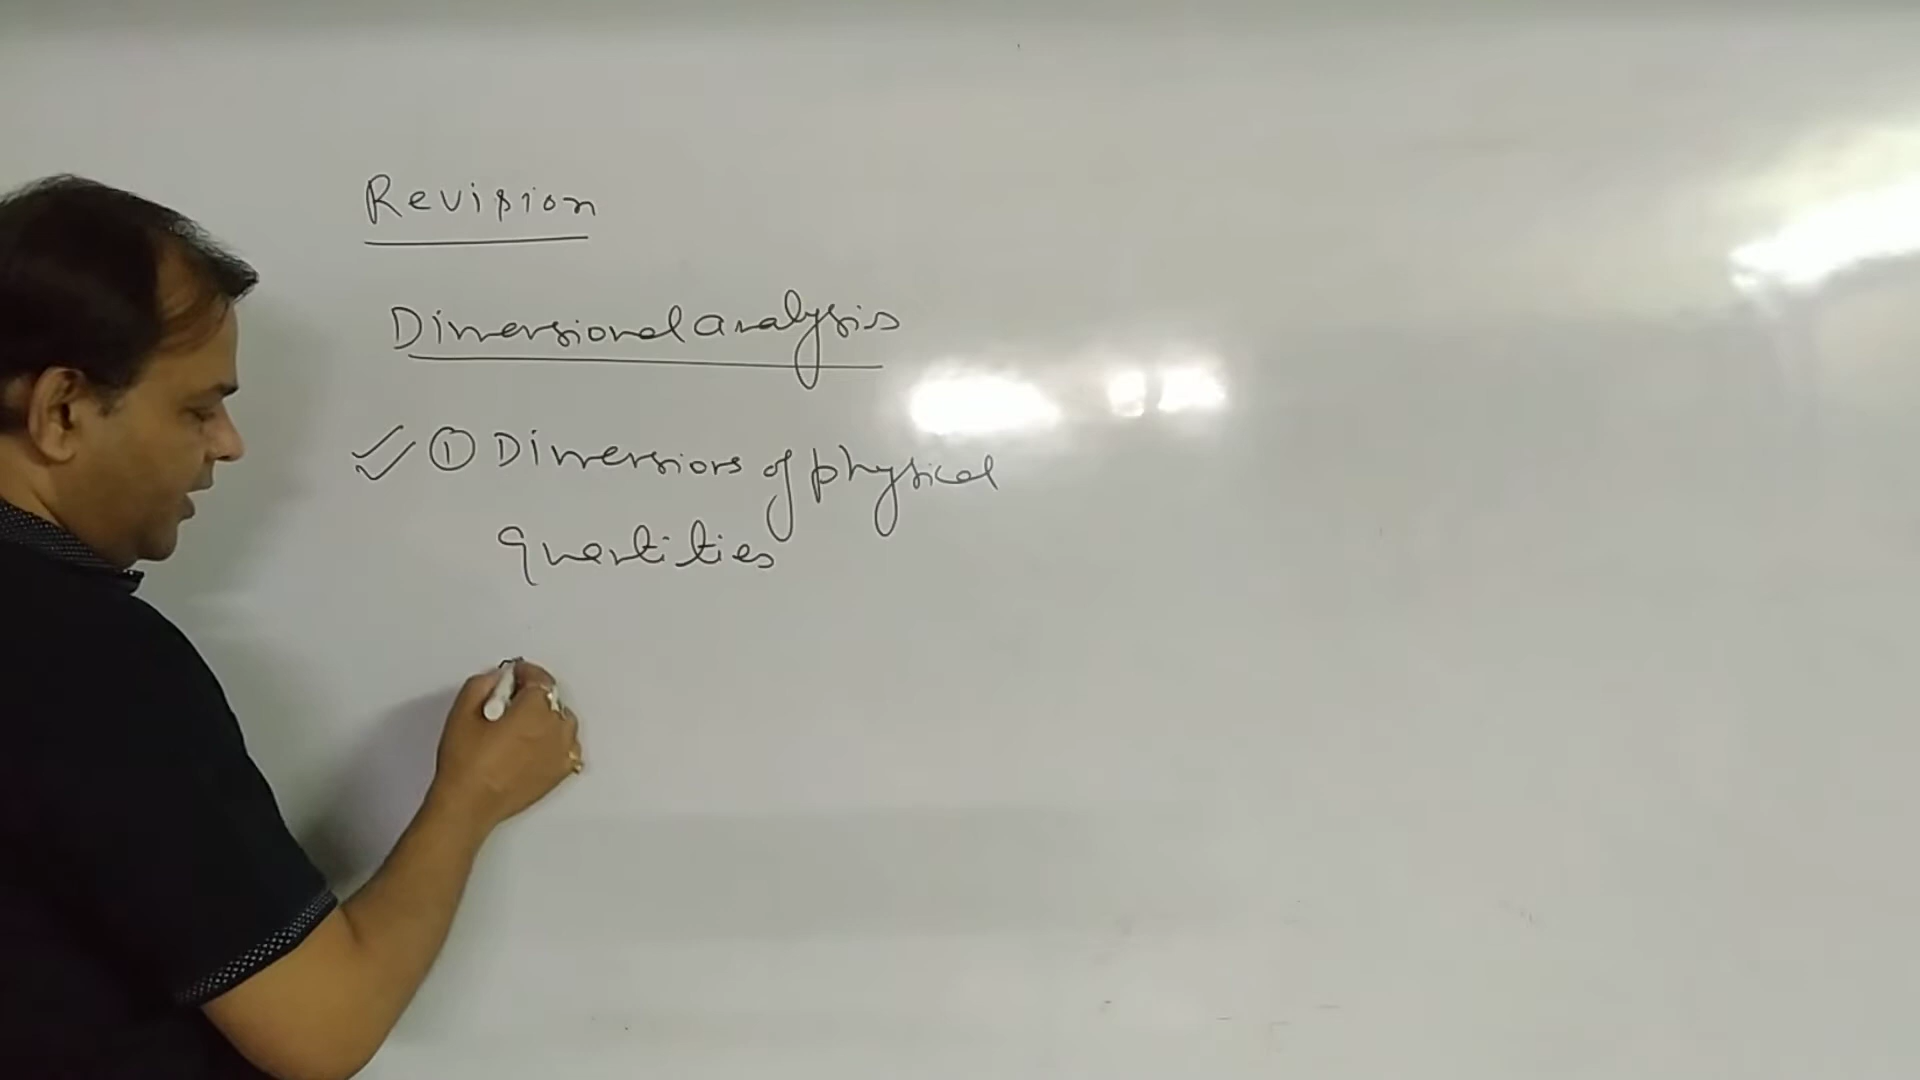 Revision
Dimensional analysis
① Dimensions of physical
quantities